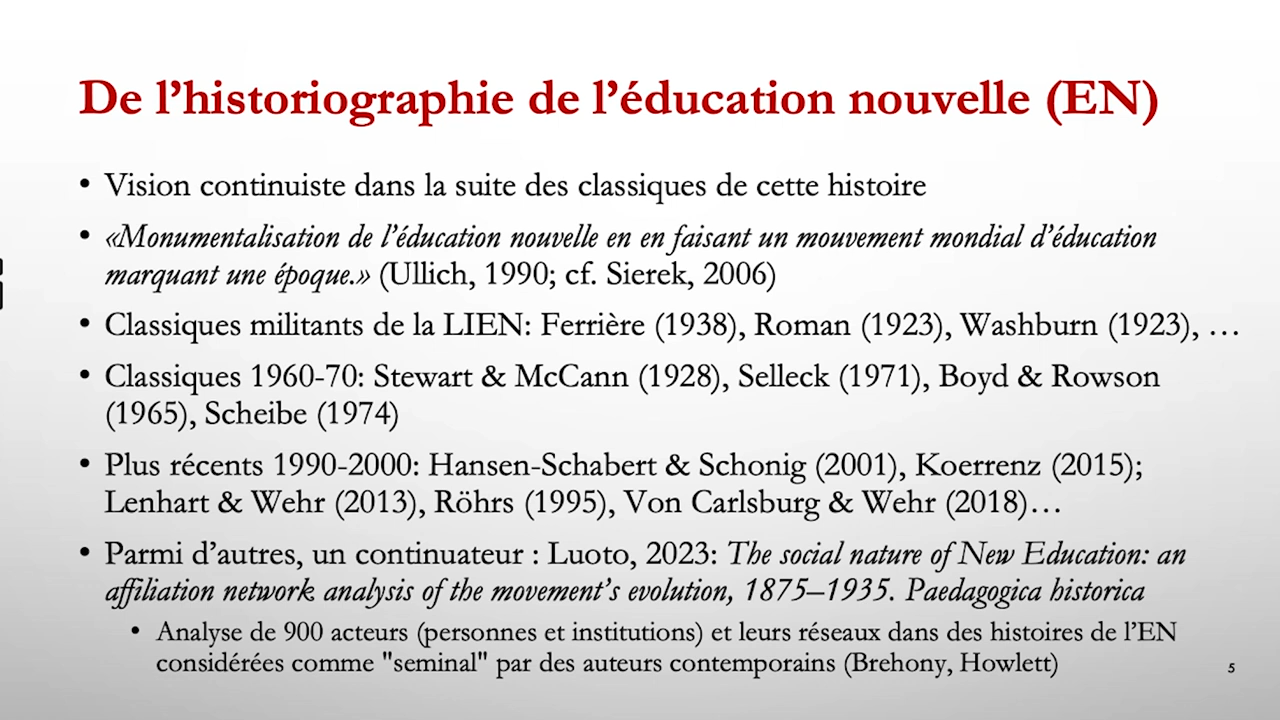 De l’historiographie de l’éducation nouvelle (EN)
• Vision continuiste dans la suite des classiques de cette histoire
• «Monumentalisation de l’éducation nouvelle en en faisant un mouvement mondial d’éducation
marquant une époque.» (Ullich, 1990; cf. Sierek, 2006)
• Classiques militants de la LIEN: Ferrière (1938), Roman (1923), Washburn (1923), …
• Classiques 1960-70: Stewart & McCann (1928), Selleck (1971), Boyd & Rowson
(1965), Scheibe (1974)
• Plus récents 1990-2000: Hansen-Schabert & Schonig (2001), Koerrenz (2015);
Lenhart & Wehr (2013), Röhrs (1995), Von Carlsburg & Wehr (2018)…
• Parmi d’autres, un continuateur : Luoto, 2023: The social nature of New Education: an
affiliation network analysis of the movement’s evolution, 1875–1935. Paedagogica historica
• Analyse de 900 acteurs (personnes et institutions) et leurs réseaux dans des histoires de l’EN
considérées comme "seminal" par des auteurs contemporains (Brehony, Howlett)
5